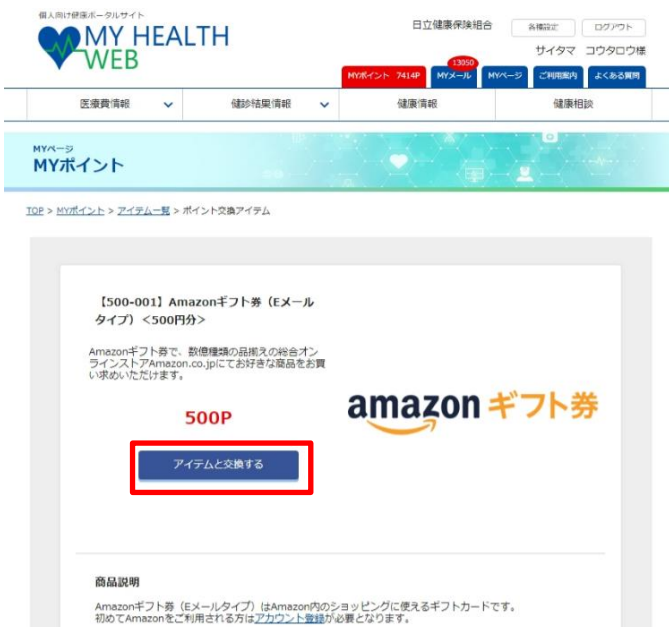 個人向け健康ポータルサイト
MY HEALTH
WEB
日立健康保険組合
各種設定
ログアウト
サイタマ コウタロウ様
13050
MYポイント 7414P
MYメール
MYページ
ご利用案内
よくある質問
医療費情報
健診結果情報
健康情報
健康相談
MYページ
MYポイント
TOP > MYポイント > アイテム一覧 > ポイント交換アイテム
【500-001】Amazonギフト券（Eメール
タイプ）＜500円分＞
Amazonギフト券で、数億種類の品揃えの総合オン
ラインストアAmazon.co.jpにてお好きな商品をお買
い求めいただけます。
500P
アイテムと交換する
amazon ギフト券
商品説明
Amazonギフト券（Eメールタイプ）はAmazon内のショッピングに使えるギフトカードです。
初めてAmazonをご利用される方はアカウント登録が必要となります。